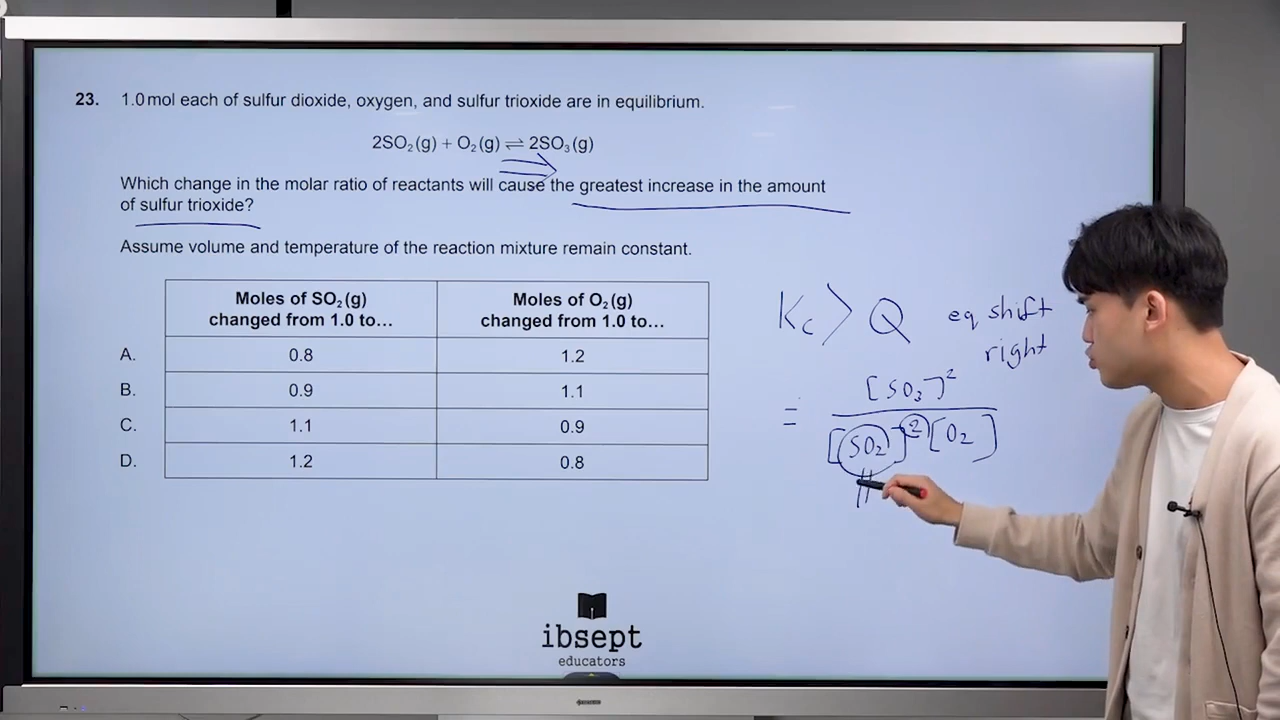 23. 1.0 mol each of sulfur dioxide, oxygen, and sulfur trioxide are in equilibrium.
2SO₂(g) + O₂(g) ⇌ 2SO₃(g)
Which change in the molar ratio of reactants will cause the greatest increase in the amount
of sulfur trioxide?
Assume volume and temperature of the reaction mixture remain constant.
Moles of SO₂(g) changed from 1.0 to… Moles of O₂(g) changed from 1.0 to…
A. 0.8 1.2
B. 0.9 1.1
C. 1.1 0.9
D. 1.2 0.8
Kc > Q eq shift
right
= [SO₃]²
[SO₂]² [O₂]
ibsept
educators